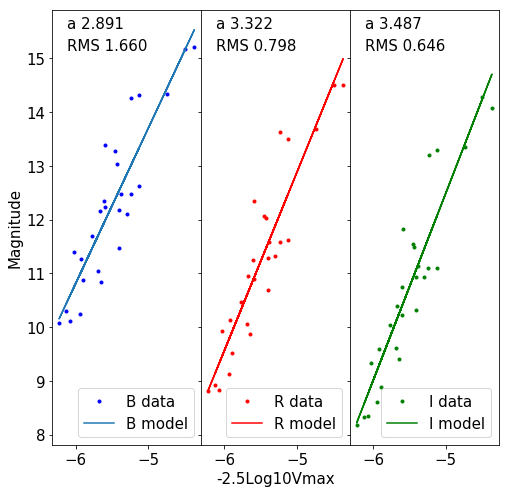 a 2.891
RMS 1.660
a 3.322
RMS 0.798
a 3.487
RMS 0.646
15
14
13
12
11
10
9
8
Magnitude
B data
B model
R data
R model
I data
I model
−6
−5
−6
−5
−6
−5
-2.5Log10Vmax